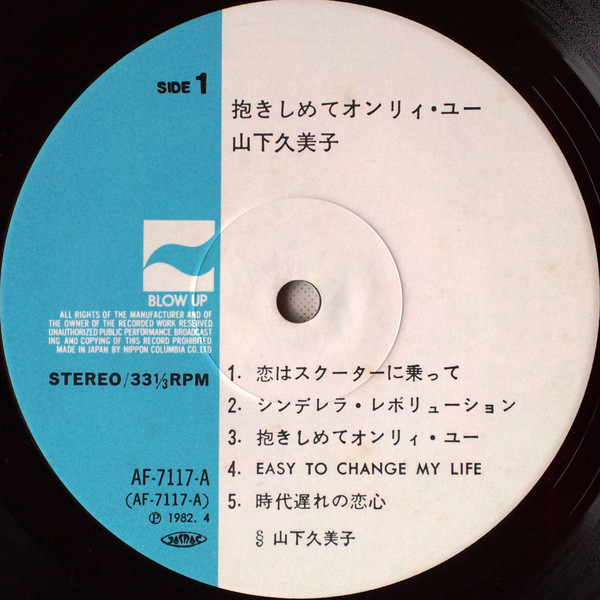 SIDE 1
抱きしめてオンリィ・ユー
山下久美子
BLOW UP
ALL RIGHTS OF THE MANUFACTURER AND OF
THE OWNER OF THE RECORDED WORK RESERVED
UNAUTHORIZED PUBLIC PERFORMANCE BROADCAST
ING AND COPYING OF THIS RECORD PROHIBITED.
MADE IN JAPAN BY NIPPON COLUMBIA CO. LTD.
STEREO/33⅓RPM
1. 恋はスクーターに乗って
2. シンデレラ・レボリューション
3. 抱きしめてオンリィ・ユー
4. EASY TO CHANGE MY LIFE
5. 時代遅れの恋心
§ 山下久美子
AF-7117-A
(AF-7117-A)
Ⓟ 1982. 4
JASRAC